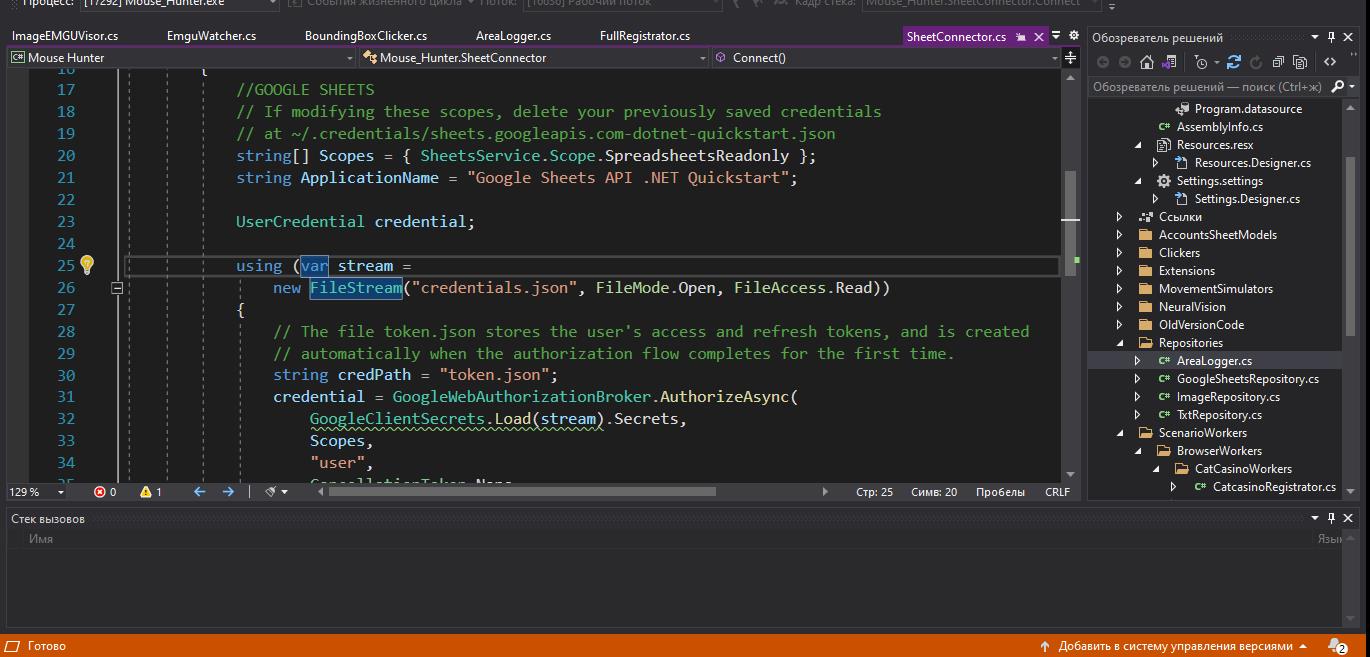 Процесс: [17292] Mouse_Hunter.exe События жизненного цикла Поток: [16056] Рабочий поток Кадр стека: Mouse_Hunter.SheetConnector.Connect
ImageEMGUVisor.cs EmguWatcher.cs BoundingBoxClicker.cs AreaLogger.cs FullRegistrator.cs SheetConnector.cs
Mouse Hunter Mouse_Hunter.SheetConnector Connect()
16 {
17 //GOOGLE SHEETS
18 // If modifying these scopes, delete your previously saved credentials
19 // at ~/.credentials/sheets.googleapis.com-dotnet-quickstart.json
20 string[] Scopes = { SheetsService.Scope.SpreadsheetsReadonly };
21 string ApplicationName = "Google Sheets API .NET Quickstart";
22
23 UserCredential credential;
24
25 using (var stream =
26 new FileStream("credentials.json", FileMode.Open, FileAccess.Read))
27 {
28 // The file token.json stores the user's access and refresh tokens, and is created
29 // automatically when the authorization flow completes for the first time.
30 string credPath = "token.json";
31 credential = GoogleWebAuthorizationBroker.AuthorizeAsync(
32 GoogleClientSecrets.Load(stream).Secrets,
33 Scopes,
34 "user",
35 CancellationToken.None
129 % 0 1 Стр: 25 Симв: 20 Пробелы CRLF
Обозреватель решений
Обозреватель решений — поиск (Ctrl+ж)
Program.datasource
C# AssemblyInfo.cs
Resources.resx
Resources.Designer.cs
Settings.settings
Settings.Designer.cs
Ссылки
AccountsSheetModels
Clickers
Extensions
MovementSimulators
NeuralVision
OldVersionCode
Repositories
C# AreaLogger.cs
C# GoogleSheetsRepository.cs
C# ImageRepository.cs
C# TxtRepository.cs
ScenarioWorkers
BrowserWorkers
CatCasinoWorkers
C# CatcasinoRegistrator.cs
Стек вызовов
Имя Язык
Готово Добавить в систему управления версиями 2